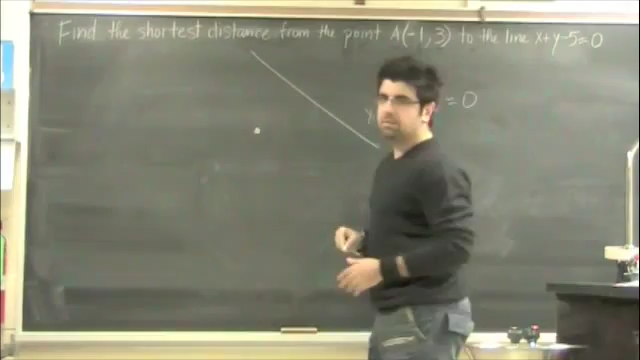 Find the shortest distance from the point A(-1,3) to the line x+y-5=0
= 0